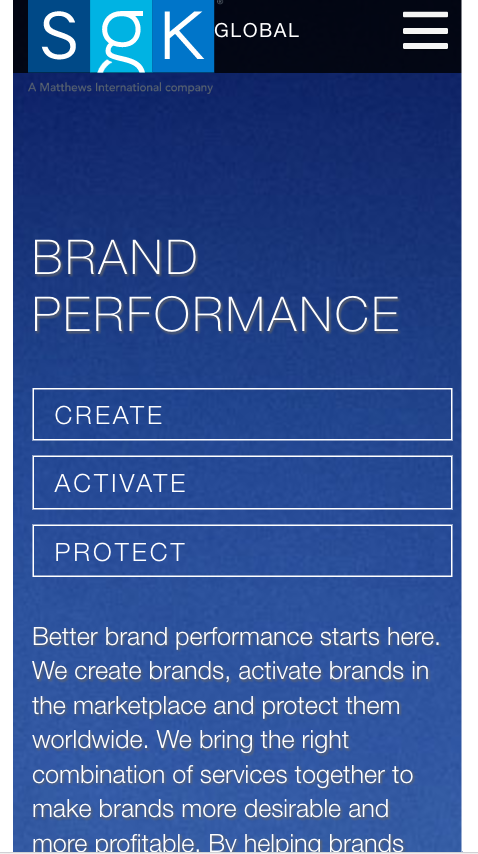 SgK® GLOBAL
A Matthews International company
BRAND
PERFORMANCE
CREATE
ACTIVATE
PROTECT
Better brand performance starts here.
We create brands, activate brands in
the marketplace and protect them
worldwide. We bring the right
combination of services together to
make brands more desirable and
more profitable. By helping brands